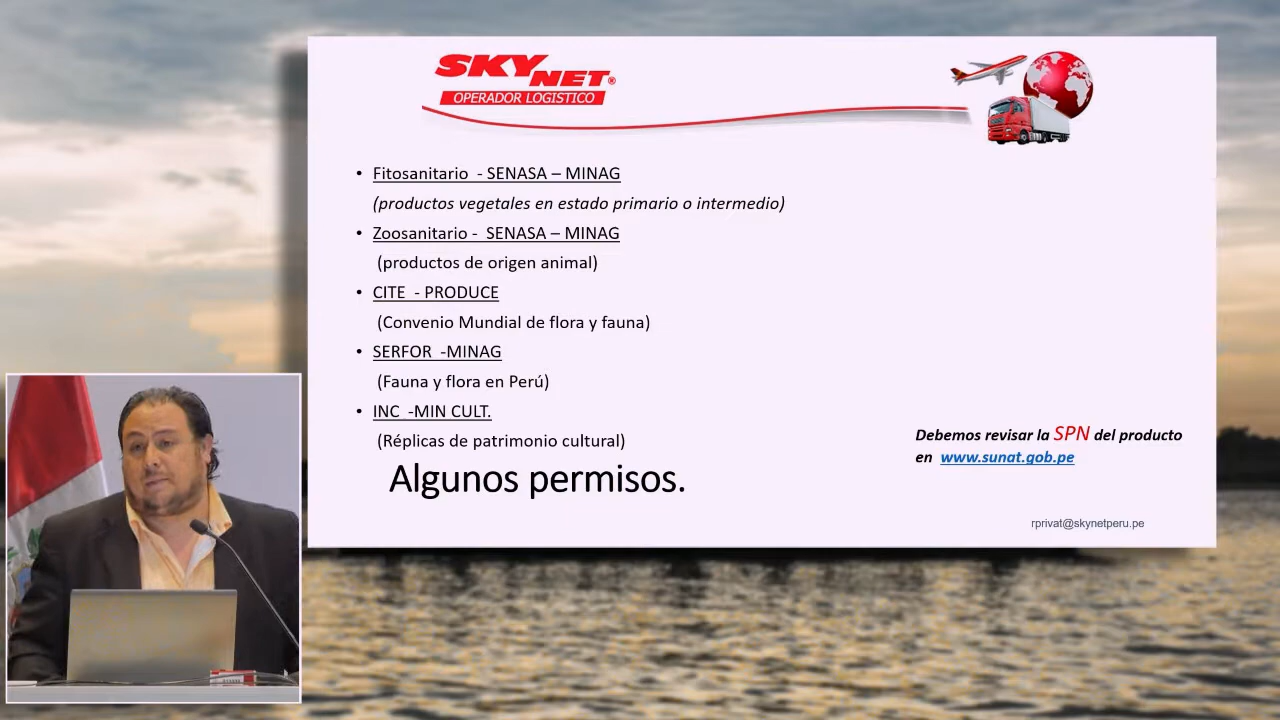 SKYNET®
OPERADOR LOGISTICO
• Fitosanitario - SENASA – MINAG
(productos vegetales en estado primario o intermedio)
• Zoosanitario - SENASA – MINAG
(productos de origen animal)
• CITE - PRODUCE
(Convenio Mundial de flora y fauna)
• SERFOR -MINAG
(Fauna y flora en Perú)
• INC -MIN CULT.
(Réplicas de patrimonio cultural)
Algunos permisos.
Debemos revisar la SPN del producto
en www.sunat.gob.pe
rprivat@skynetperu.pe